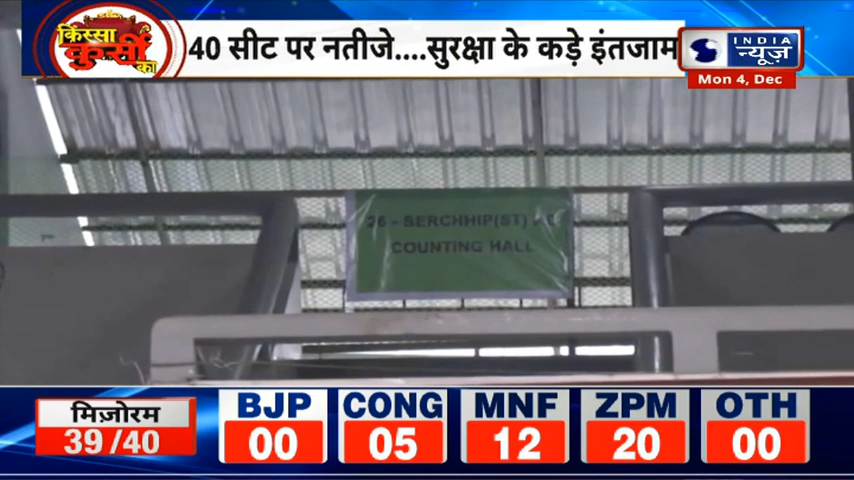 किस्सा
कुर्सी
का
40 सीट पर नतीजे....सुरक्षा के कड़े इंतजाम
INDIA
न्यूज़
Mon 4, Dec
26 - SERCHHIP(ST)
COUNTING HALL
मिज़ोरम
39/40
BJP
00
CONG
05
MNF
12
ZPM
20
OTH
00